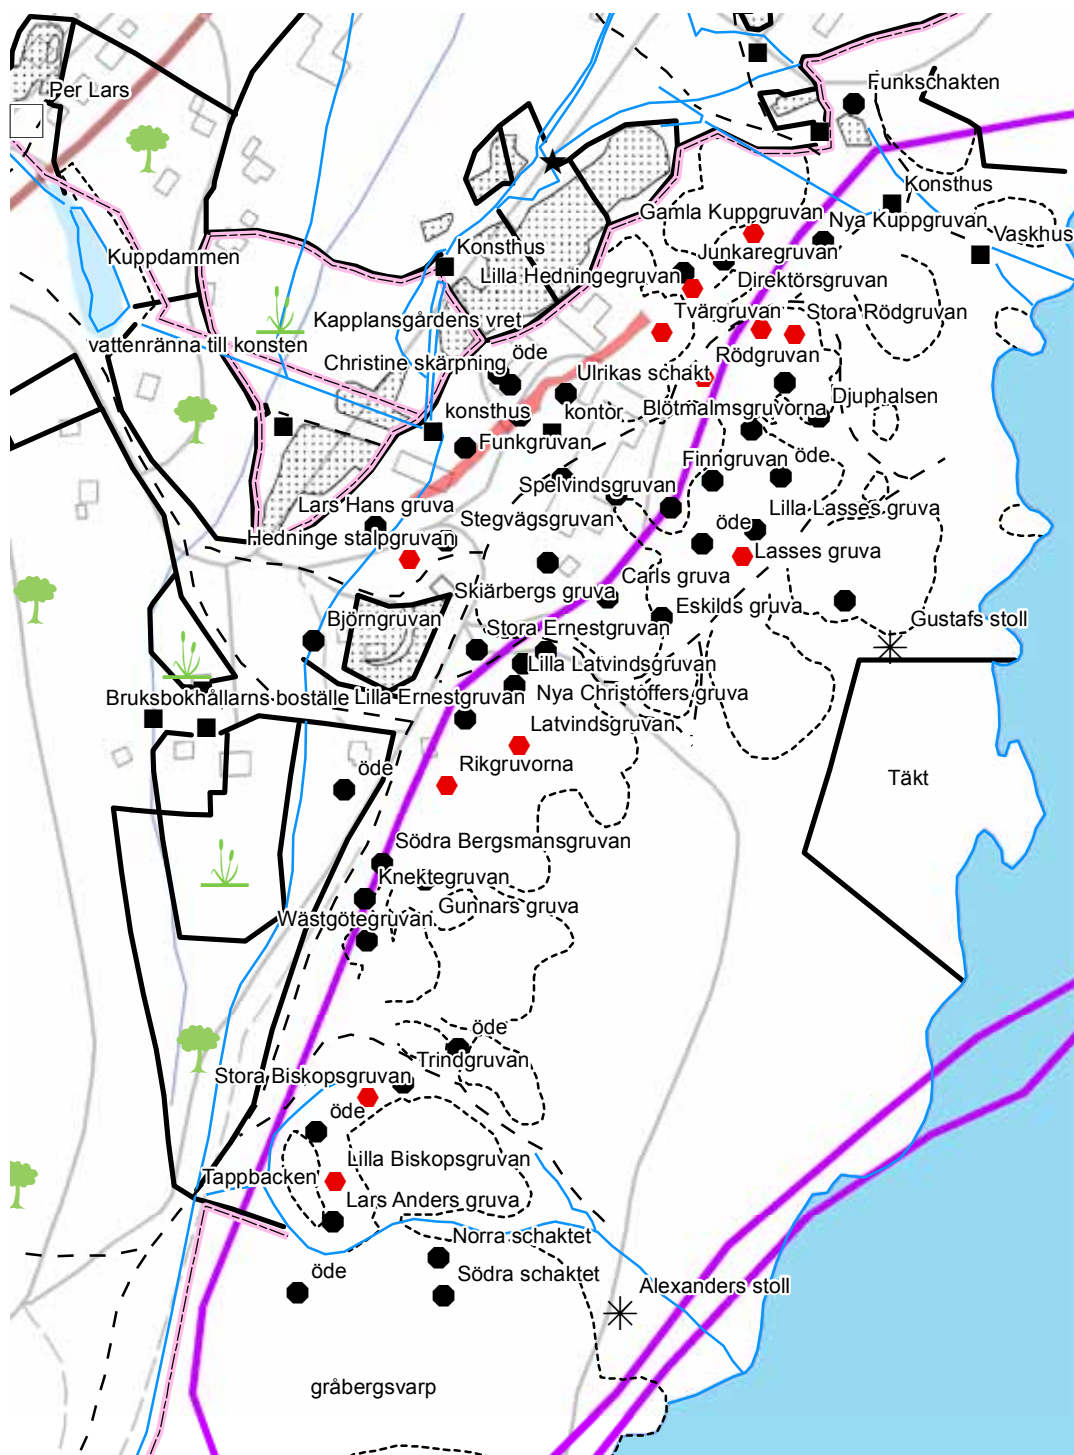 Funkschakten
Per Lars
Konsthus
Gamla Kuppgruvan
Nya Kuppgruvan
Vaskhus
Konsthus
Junkaregruvan
Kuppdammen
Lilla Hedningegruvan
Direktörsgruvan
Kapplansgårdens vret
Tvärgruvan
Stora Rödgruvan
vattenränna till konsten
öde
Rödgruvan
Christine skärpning
Ulrikas schakt
Djuphalsen
konsthus
kontor
Blötmalmsgruvorna
Funkgruvan
Finngruvan
öde
Spelvindsgruvan
Lars Hans gruva
Lilla Lasses gruva
Stegvägsgruvan
öde
Hedninge stalpgruvan
Lasses gruva
Carls gruva
Skiärbergs gruva
Eskilds gruva
Björngruvan
Gustafs stoll
Stora Ernestgruvan
Lilla Latvindsgruvan
Bruksbokhållarns boställe
Lilla Ernestgruvan
Nya Christoffers gruva
Latvindsgruvan
Rikgruvorna
öde
Täkt
Södra Bergsmansgruvan
Knektegruvan
Gunnars gruva
Wästgötegruvan
öde
Trindgruvan
Stora Biskopsgruvan
öde
Lilla Biskopsgruvan
Tappbacken
Lars Anders gruva
Norra schaktet
öde
Södra schaktet
Alexanders stoll
gråbergsvarp